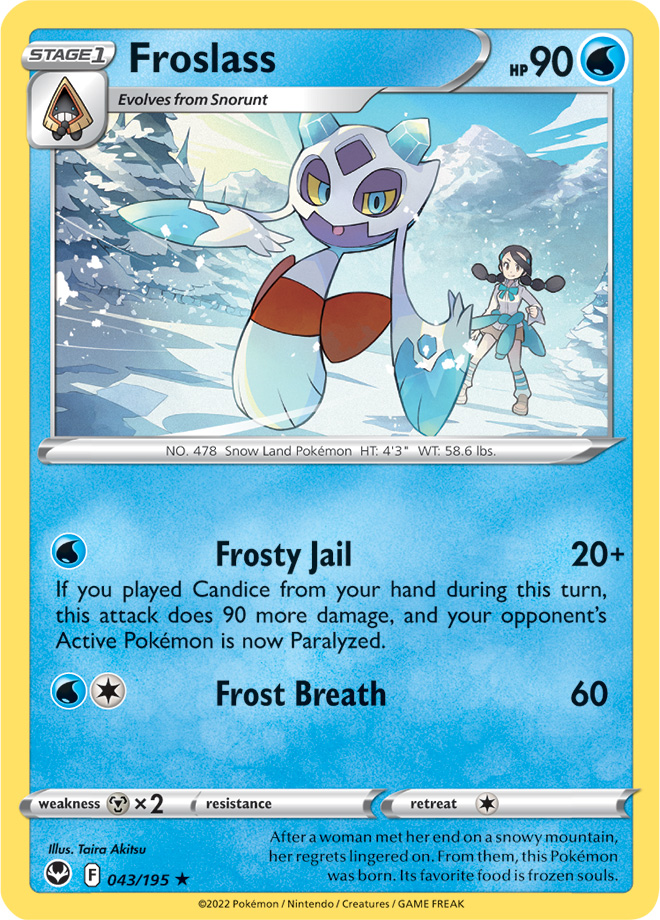 STAGE 1
Froslass
HP 90
Evolves from Snorunt
NO. 478 Snow Land Pokémon HT: 4'3" WT: 58.6 lbs.
Frosty Jail 20+
If you played Candice from your hand during this turn,
this attack does 90 more damage, and your opponent's
Active Pokémon is now Paralyzed.
Frost Breath 60
weakness ×2 resistance retreat
Illus. Taira Akitsu
F 043/195 ★
After a woman met her end on a snowy mountain,
her regrets lingered on. From them, this Pokémon
was born. Its favorite food is frozen souls.
©2022 Pokémon / Nintendo / Creatures / GAME FREAK